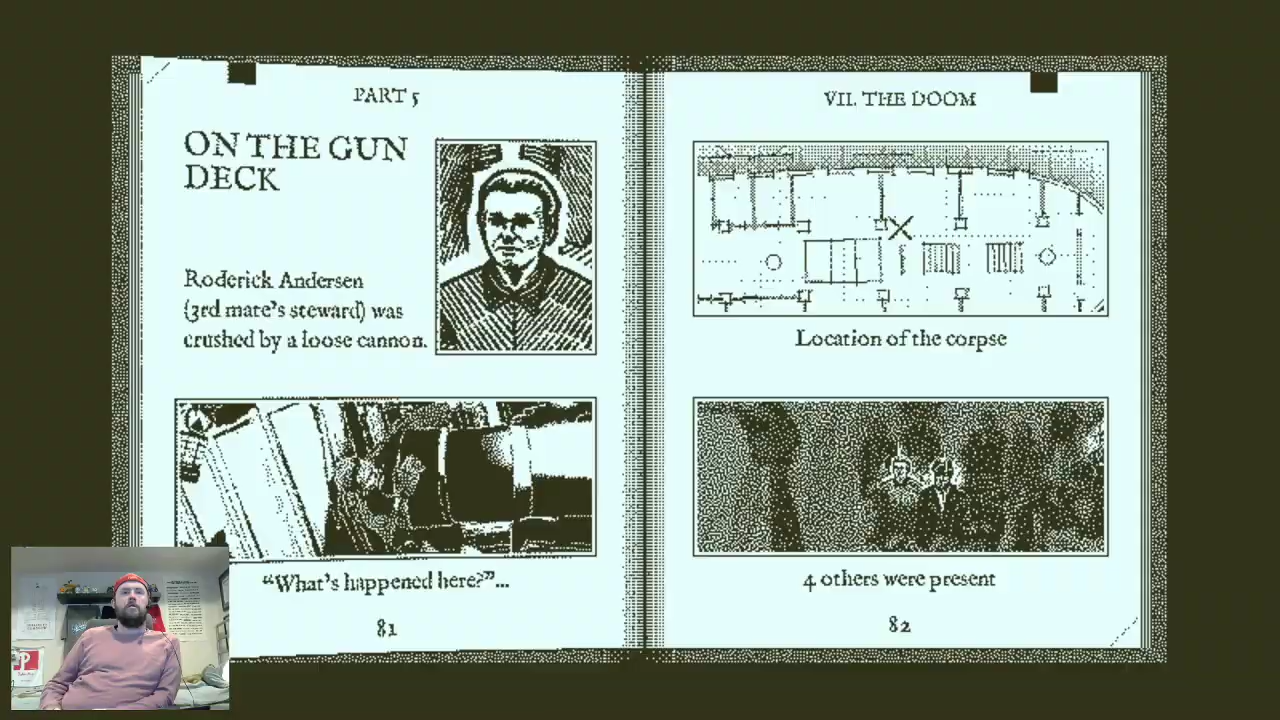 PART 5
ON THE GUN
DECK
Roderick Andersen
(3rd mate's steward) was
crushed by a loose cannon.
“What's happened here?”...
81
VII. THE DOOM
Location of the corpse
4 others were present
82